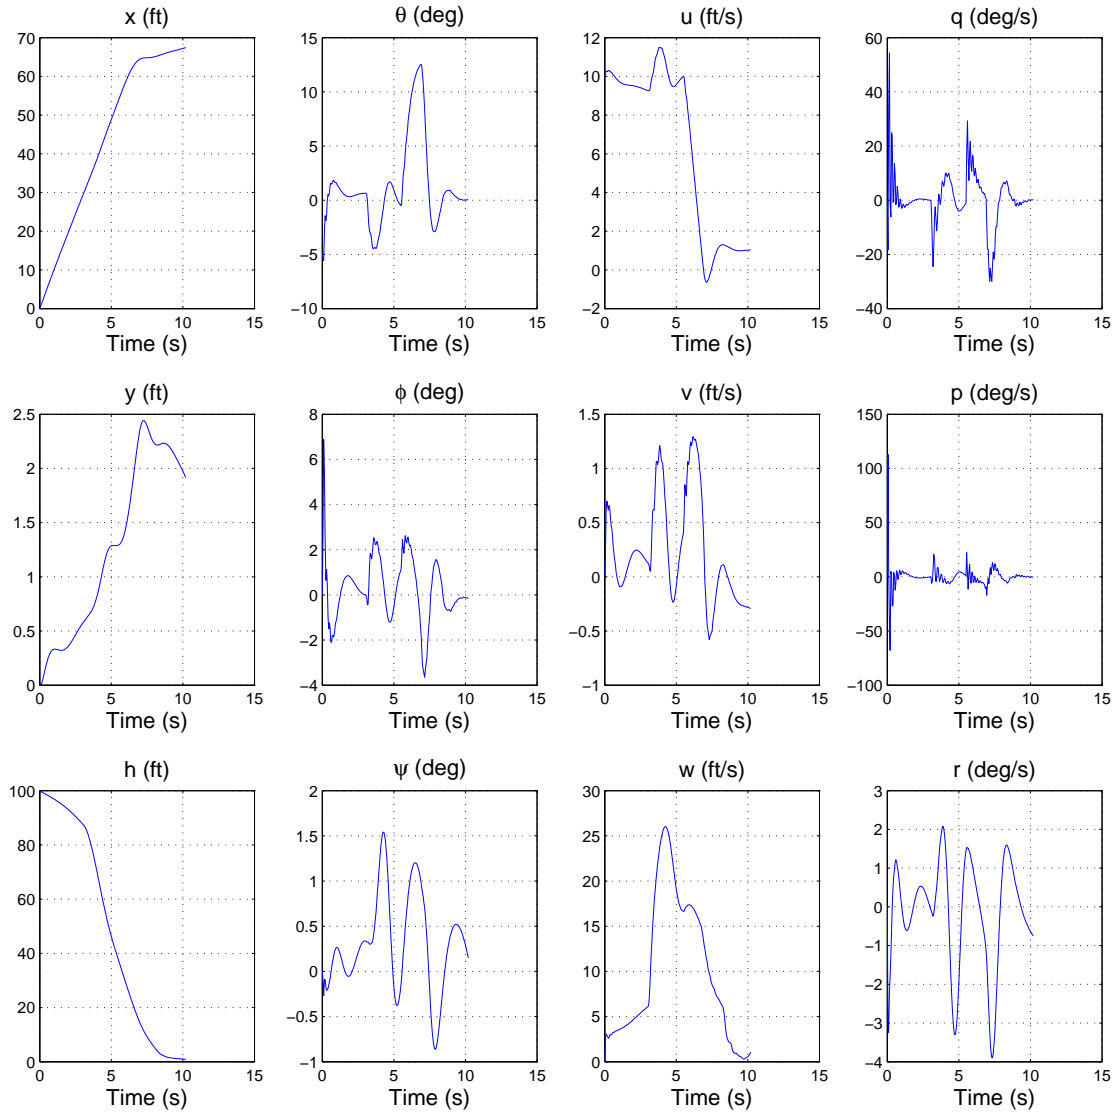 x (ft)
θ (deg)
u (ft/s)
q (deg/s)
70
60
50
40
30
20
10
0
0 5 10 15
Time (s)
15
10
5
0
−5
−10
0 5 10 15
Time (s)
12
10
8
6
4
2
0
−2
0 5 10 15
Time (s)
60
40
20
0
−20
−40
0 5 10 15
Time (s)
y (ft)
ϕ (deg)
v (ft/s)
p (deg/s)
2.5
2
1.5
1
0.5
0
0 5 10 15
Time (s)
8
6
4
2
0
−2
−4
0 5 10 15
Time (s)
1.5
1
0.5
0
−0.5
−1
0 5 10 15
Time (s)
150
100
50
0
−50
−100
0 5 10 15
Time (s)
h (ft)
ψ (deg)
w (ft/s)
r (deg/s)
100
80
60
40
20
0
0 5 10 15
Time (s)
2
1.5
1
0.5
0
−0.5
−1
0 5 10 15
Time (s)
30
25
20
15
10
5
0
0 5 10 15
Time (s)
3
2
1
0
−1
−2
−3
−4
0 5 10 15
Time (s)